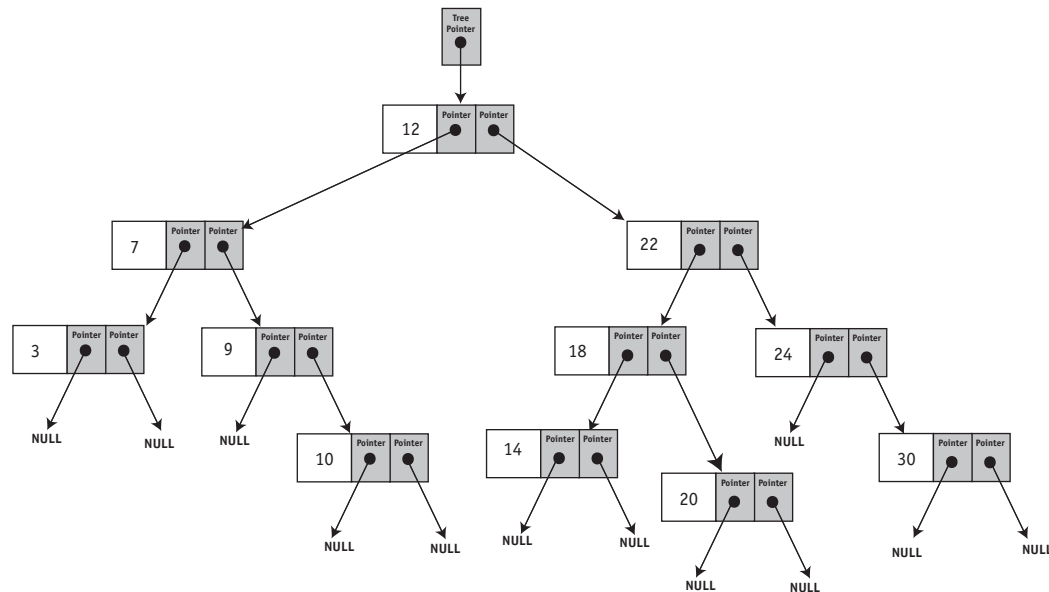 Tree
Pointer
12 Pointer Pointer
7 Pointer Pointer
22 Pointer Pointer
3 Pointer Pointer
9 Pointer Pointer
18 Pointer Pointer
24 Pointer Pointer
NULL
NULL
NULL
NULL
10 Pointer Pointer
14 Pointer Pointer
20 Pointer Pointer
30 Pointer Pointer
NULL
NULL
NULL
NULL
NULL
NULL
NULL
NULL